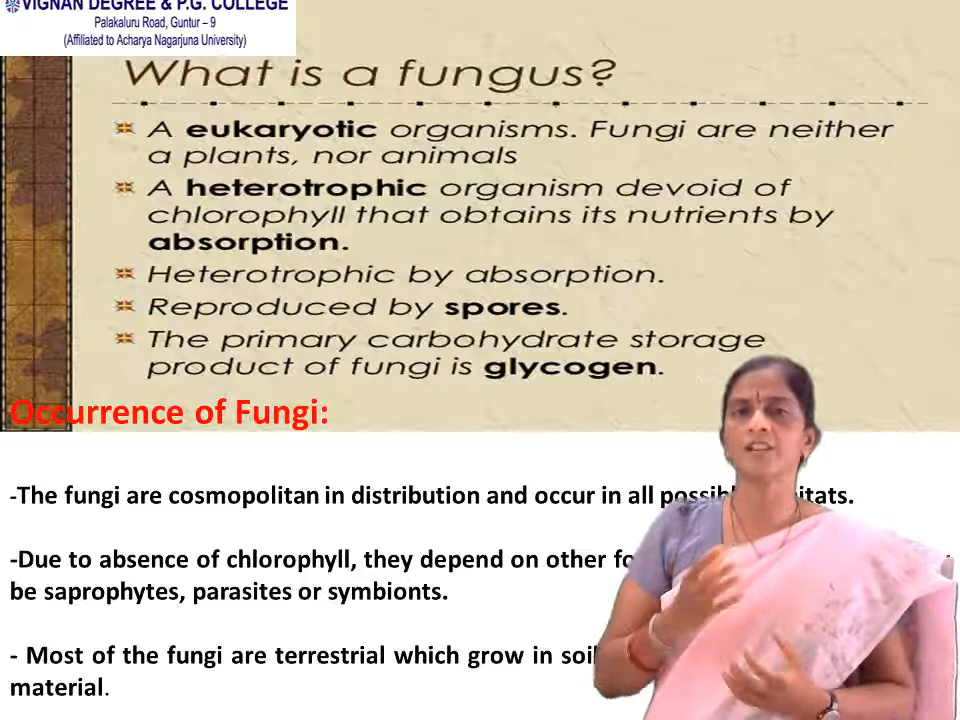 VIGNAN DEGREE & P.G. COLLEGE
Palakaluru Road, Guntur – 9
(Affiliated to Acharya Nagarjuna University)
What is a fungus?
A eukaryotic organisms. Fungi are neither
a plants, nor animals
A heterotrophic organism devoid of
chlorophyll that obtains its nutrients by
absorption.
Heterotrophic by absorption.
Reproduced by spores.
The primary carbohydrate storage
product of fungi is glycogen.
Occurrence of Fungi:
-The fungi are cosmopolitan in distribution and occur in all
-Due to absence of chlorophyll, they depend on other
be saprophytes, parasites or symbionts.
- Most of the fungi are terrestrial which grow in
material.